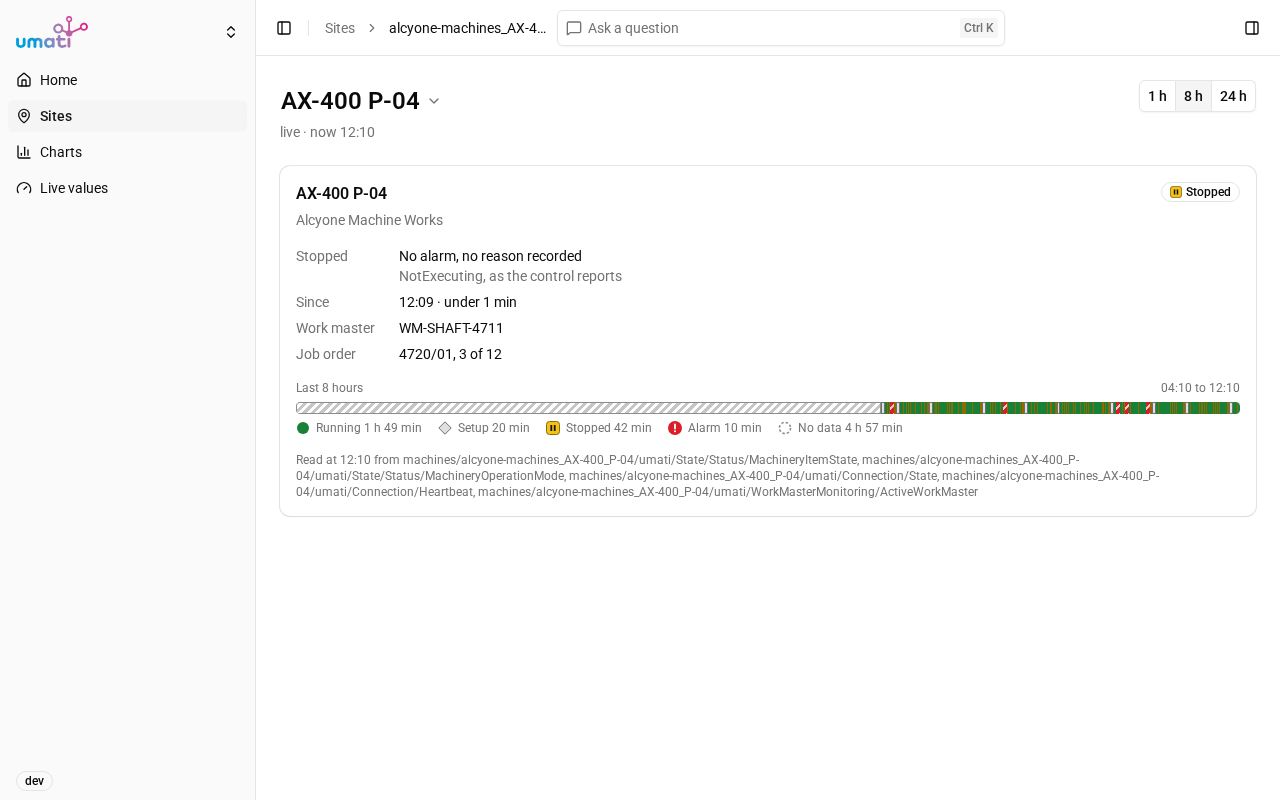 umati
Sites
alcyone-machines_AX-4...
Ask a question
Ctrl K
Home
Sites
Charts
Live values
dev
AX-400 P-04
live · now 12:10
1 h
8 h
24 h
AX-400 P-04
Stopped
Alcyone Machine Works
Stopped
No alarm, no reason recorded
NotExecuting, as the control reports
Since
12:09 · under 1 min
Work master
WM-SHAFT-4711
Job order
4720/01, 3 of 12
Last 8 hours
04:10 to 12:10
Running 1 h 49 min
Setup 20 min
Stopped 42 min
Alarm 10 min
No data 4 h 57 min
Read at 12:10 from machines/alcyone-machines_AX-400_P-04/umati/State/Status/MachineryItemState, machines/alcyone-machines_AX-400_P-
04/umati/State/Status/MachineryOperationMode, machines/alcyone-machines_AX-400_P-04/umati/Connection/State, machines/alcyone-machines_AX-400_P-
04/umati/Connection/Heartbeat, machines/alcyone-machines_AX-400_P-04/umati/WorkMasterMonitoring/ActiveWorkMaster